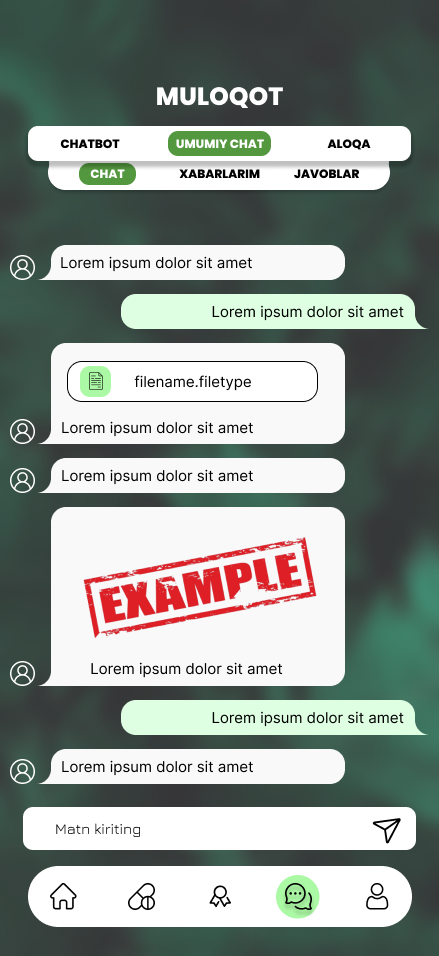 MULOQOT
CHATBOT UMUMIY CHAT ALOQA
CHAT XABARLARIM JAVOBLAR
Lorem ipsum dolor sit amet
Lorem ipsum dolor sit amet
filename.filetype
Lorem ipsum dolor sit amet
Lorem ipsum dolor sit amet
EXAMPLE
Lorem ipsum dolor sit amet
Lorem ipsum dolor sit amet
Lorem ipsum dolor sit amet
Matn kiriting